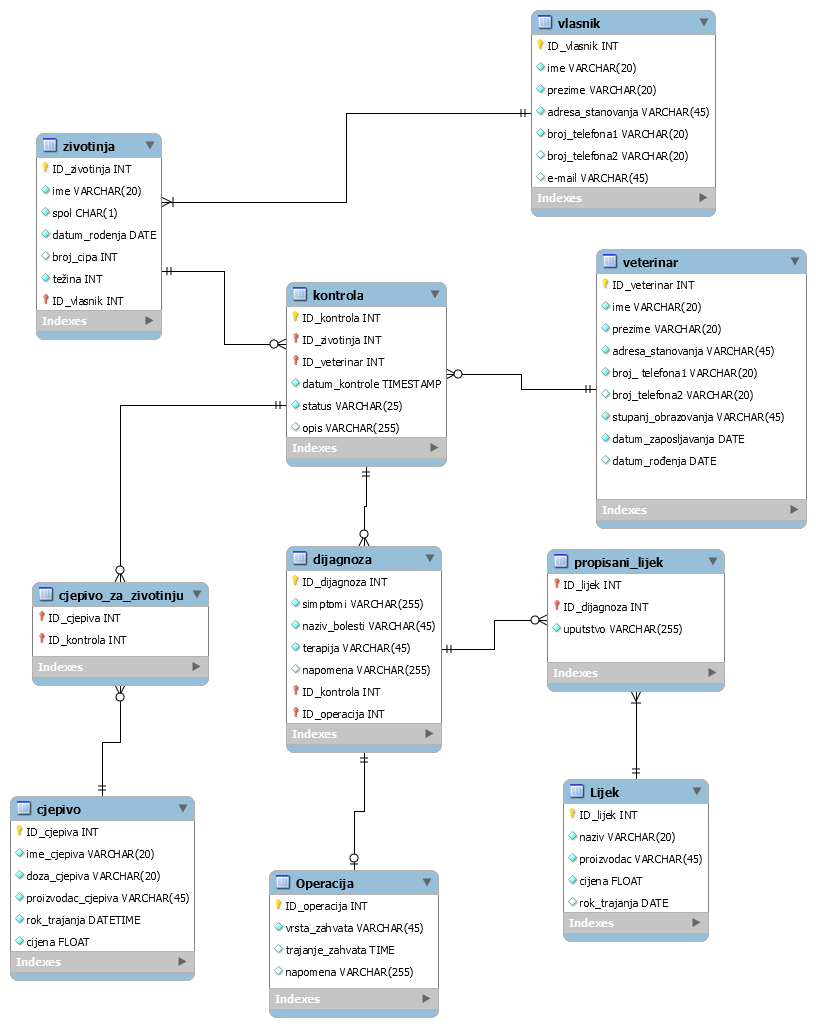 vlasnik
ID_vlasnik INT
ime VARCHAR(20)
prezime VARCHAR(20)
adresa_stanovanja VARCHAR(45)
broj_telefona1 VARCHAR(20)
broj_telefona2 VARCHAR(20)
e-mail VARCHAR(45)
Indexes
zivotinja
ID_zivotinja INT
ime VARCHAR(20)
spol CHAR(1)
datum_rodenja DATE
broj_cipa INT
težina INT
ID_vlasnik INT
Indexes
veterinar
ID_veterinar INT
ime VARCHAR(20)
prezime VARCHAR(20)
adresa_stanovanja VARCHAR(45)
broj_ telefona1 VARCHAR(20)
broj_telefona2 VARCHAR(20)
stupanj_obrazovanja VARCHAR(45)
datum_zaposljavanja DATE
datum_rođenja DATE
Indexes
kontrola
ID_kontrola INT
ID_zivotinja INT
ID_veterinar INT
datum_kontrole TIMESTAMP
status VARCHAR(25)
opis VARCHAR(255)
Indexes
dijagnoza
ID_dijagnoza INT
simptomi VARCHAR(255)
naziv_bolesti VARCHAR(45)
terapija VARCHAR(45)
napomena VARCHAR(255)
ID_kontrola INT
ID_operacija INT
Indexes
propisani_lijek
ID_lijek INT
ID_dijagnoza INT
uputstvo VARCHAR(255)
Indexes
cjepivo_za_zivotinju
ID_cjepiva INT
ID_kontrola INT
Indexes
cjepivo
ID_cjepiva INT
ime_cjepiva VARCHAR(20)
doza_cjepiva VARCHAR(20)
proizvodac_cjepiva VARCHAR(45)
rok_trajanja DATETIME
cijena FLOAT
Indexes
Operacija
ID_operacija INT
vrsta_zahvata VARCHAR(45)
trajanje_zahvata TIME
napomena VARCHAR(255)
Indexes
Lijek
ID_lijek INT
naziv VARCHAR(20)
proizvodac VARCHAR(45)
cijena FLOAT
rok_trajanja DATE
Indexes